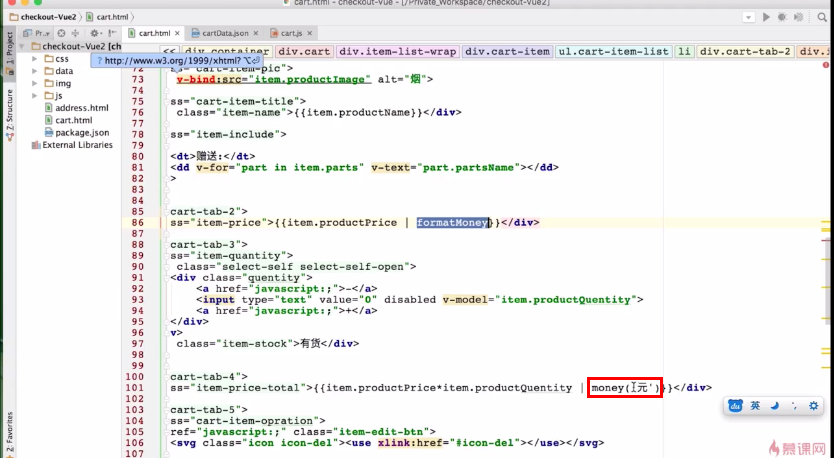 cart.html - checkout-Vue2 - [~/Private_Workspace/checkout-Vue2]
checkout-Vue2 cart.html
Pr... cart.html cartData.json cart.js
checkout-Vue2 [ch
<< div.container div.cart div.item-list-wrap div.cart-item ul.cart-item-list li div.cart-tab-2 div.i
? http://www.w3.org/1999/xhtml? ⌥⏎
css
data
img
js
address.html
cart.html
package.json
External Libraries
1: Project
7: Structure
2: Favorites
72 ss="cart-item-pic">
73 v-bind:src="item.productImage" alt="烟">
74
75 ss="cart-item-title">
76 class="item-name">{{item.productName}}</div>
77
78 ss="item-include">
79
80 <dt>赠送:</dt>
81 <dd v-for="part in item.parts" v-text="part.partsName"></dd>
82 >
83
84
85 cart-tab-2">
86 ss="item-price">{{item.productPrice | formatMoney}}</div>
87
88 cart-tab-3">
89 ss="item-quantity">
90 class="select-self select-self-open">
91 <div class="quentity">
92 <a href="javascript:;">-</a>
93 <input type="text" value="0" disabled v-model="item.productQuentity">
94 <a href="javascript:;">+</a>
95 </div>
96 v>
97 class="item-stock">有货</div>
98
99
100 cart-tab-4">
101 ss="item-price-total">{{item.productPrice*item.productQuentity | money('元')}}</div>
102
103 cart-tab-5">
104 ss="cart-item-opration">
105 ref="javascript:;" class="item-edit-btn">
106 <svg class="icon icon-del"><use xlink:href="#icon-del"></use></svg>
du 英
慕课网